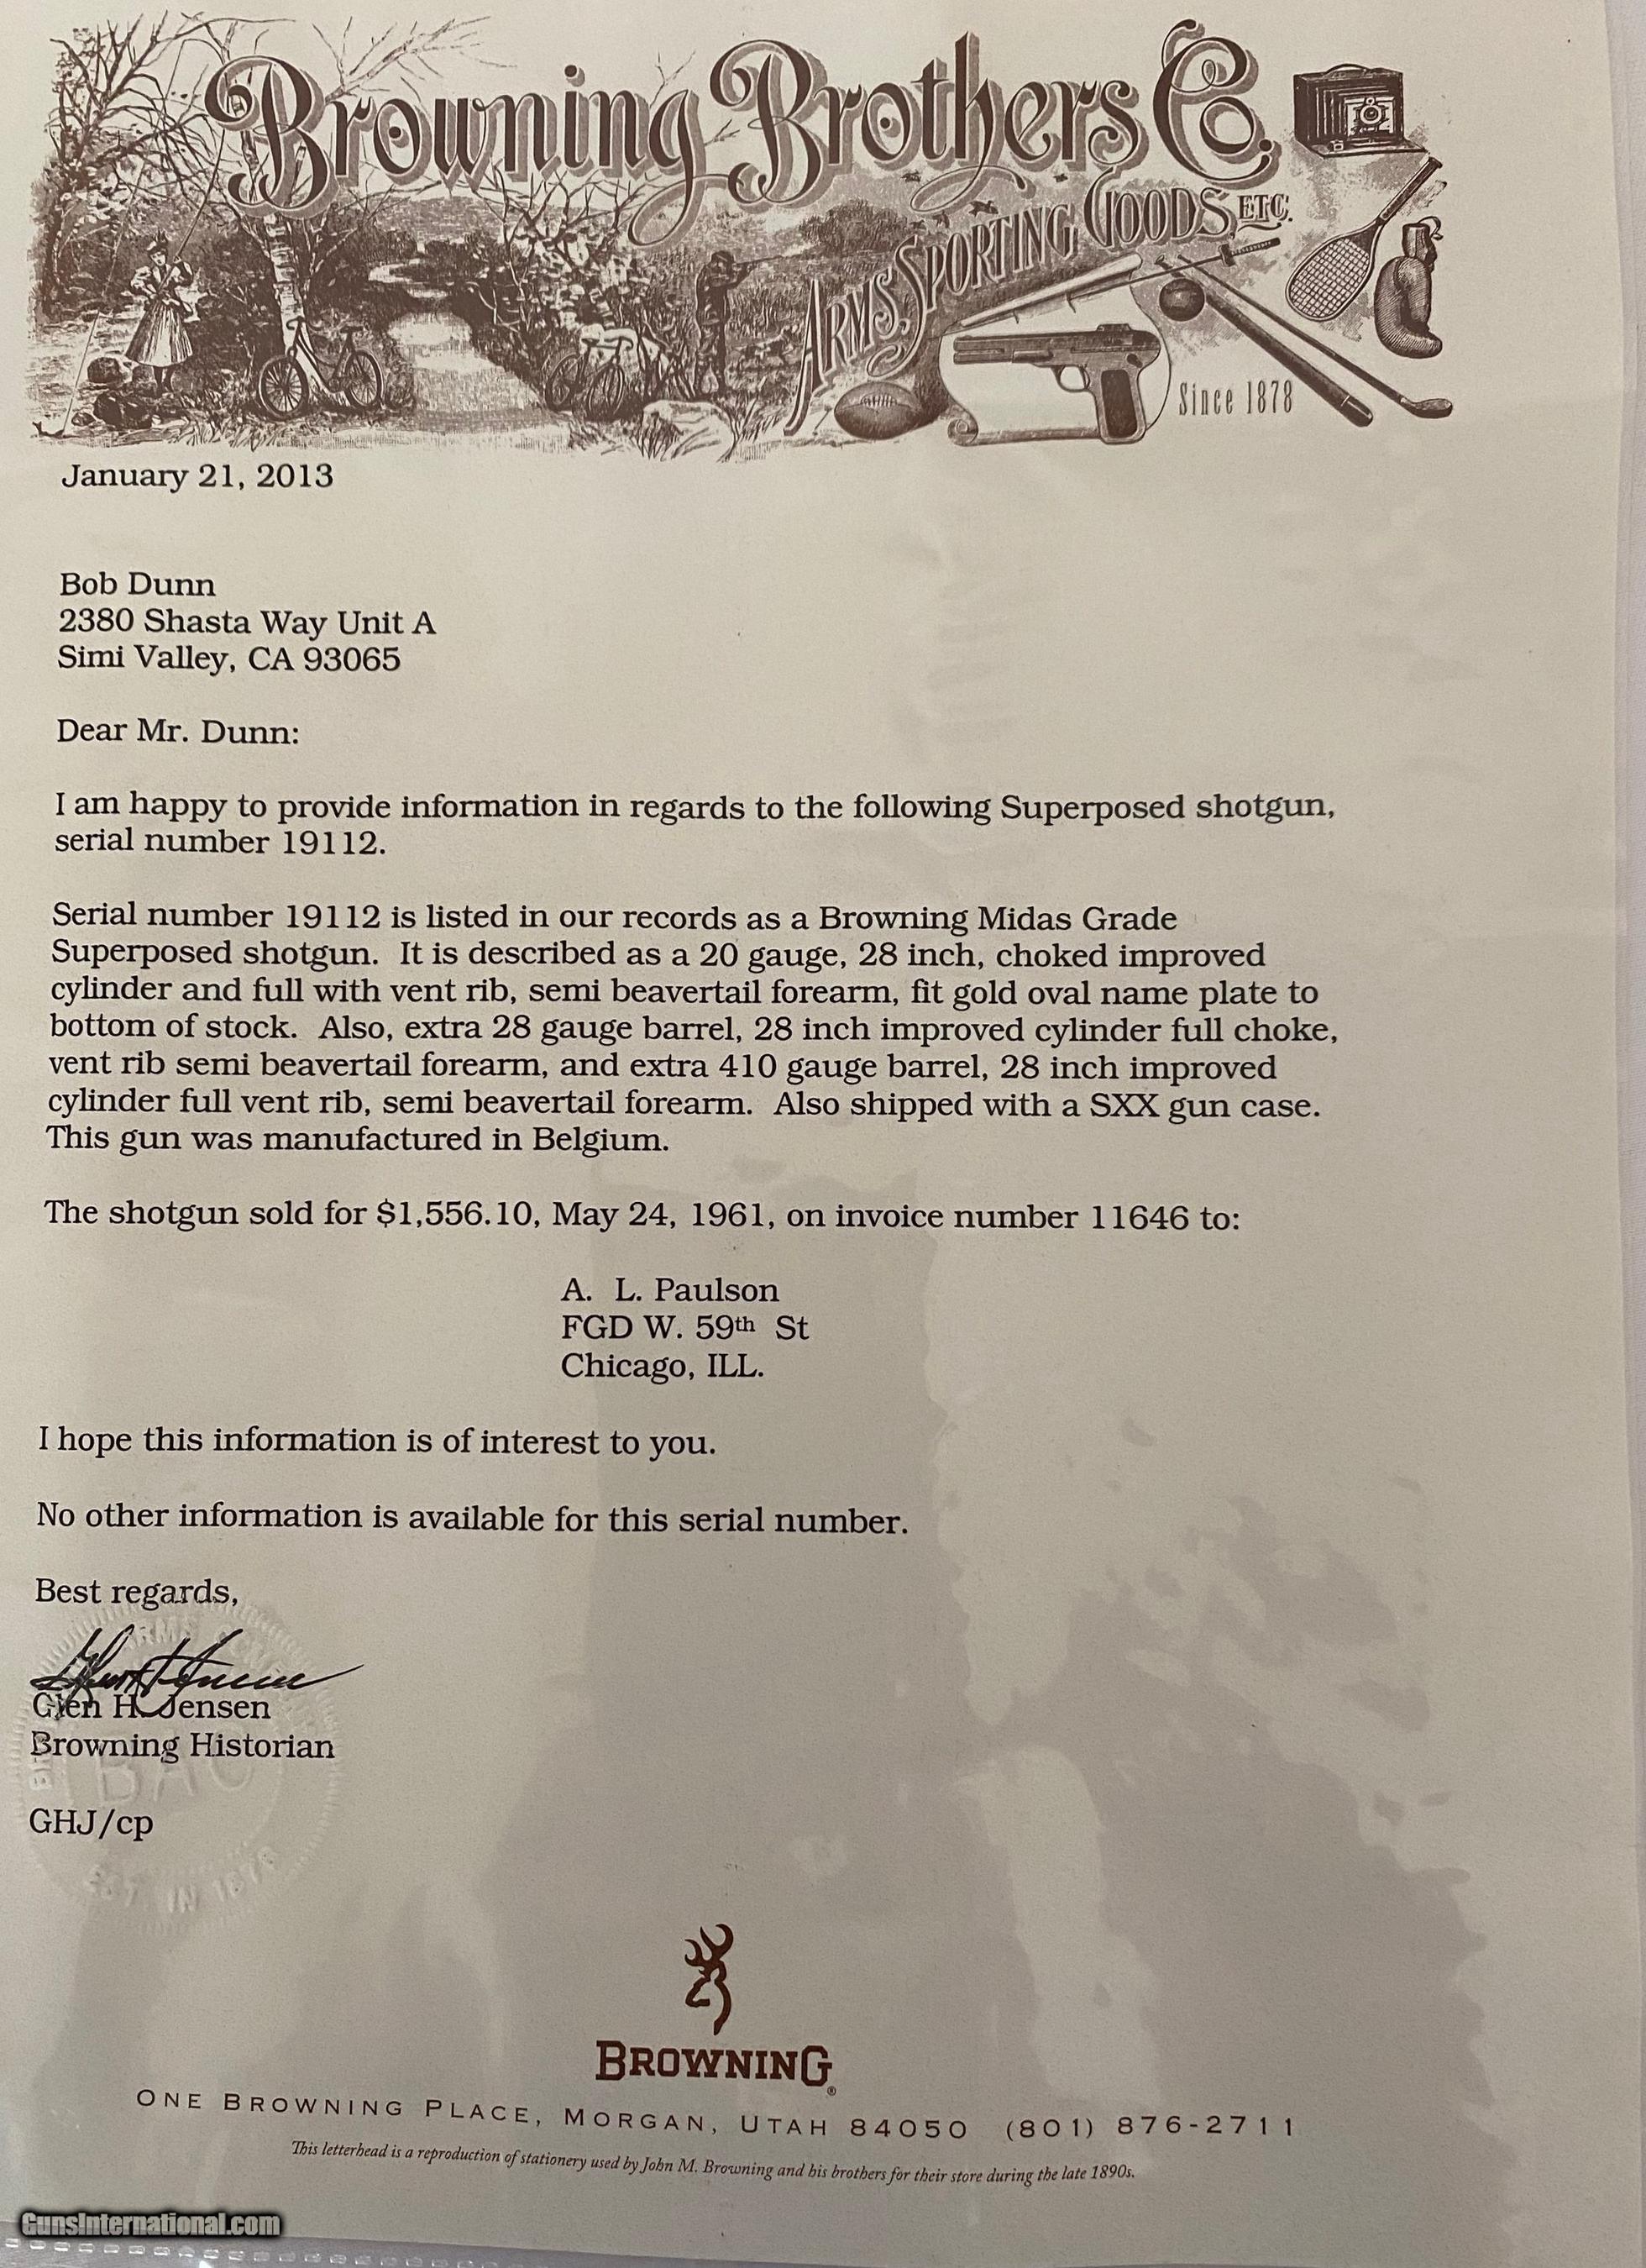 Browning Brothers Co.
Arms, Sporting Goods, Etc.
Since 1878
January 21, 2013
Bob Dunn
2380 Shasta Way Unit A
Simi Valley, CA 93065
Dear Mr. Dunn:
I am happy to provide information in regards to the following Superposed shotgun,
serial number 19112.
Serial number 19112 is listed in our records as a Browning Midas Grade
Superposed shotgun.  It is described as a 20 gauge, 28 inch, choked improved
cylinder and full with vent rib, semi beavertail forearm, fit gold oval name plate to
bottom of stock.  Also, extra 28 gauge barrel, 28 inch improved cylinder full choke,
vent rib semi beavertail forearm, and extra 410 gauge barrel, 28 inch improved
cylinder full vent rib, semi beavertail forearm.  Also shipped with a SXX gun case.
This gun was manufactured in Belgium.
The shotgun sold for $1,556.10, May 24, 1961, on invoice number 11646 to:
A.  L. Paulson
FGD W. 59th  St
Chicago, ILL.
I hope this information is of interest to you.
No other information is available for this serial number.
Best regards,
Glen H. Jensen
Browning Historian
BAC
EST IN 1878
GHJ/cp
BROWNING®
ONE BROWNING PLACE, MORGAN, UTAH 84050 (801) 876-2711
This letterhead is a reproduction of stationery used by John M. Browning and his brothers for their store during the late 1890s.
GunsInternational.com